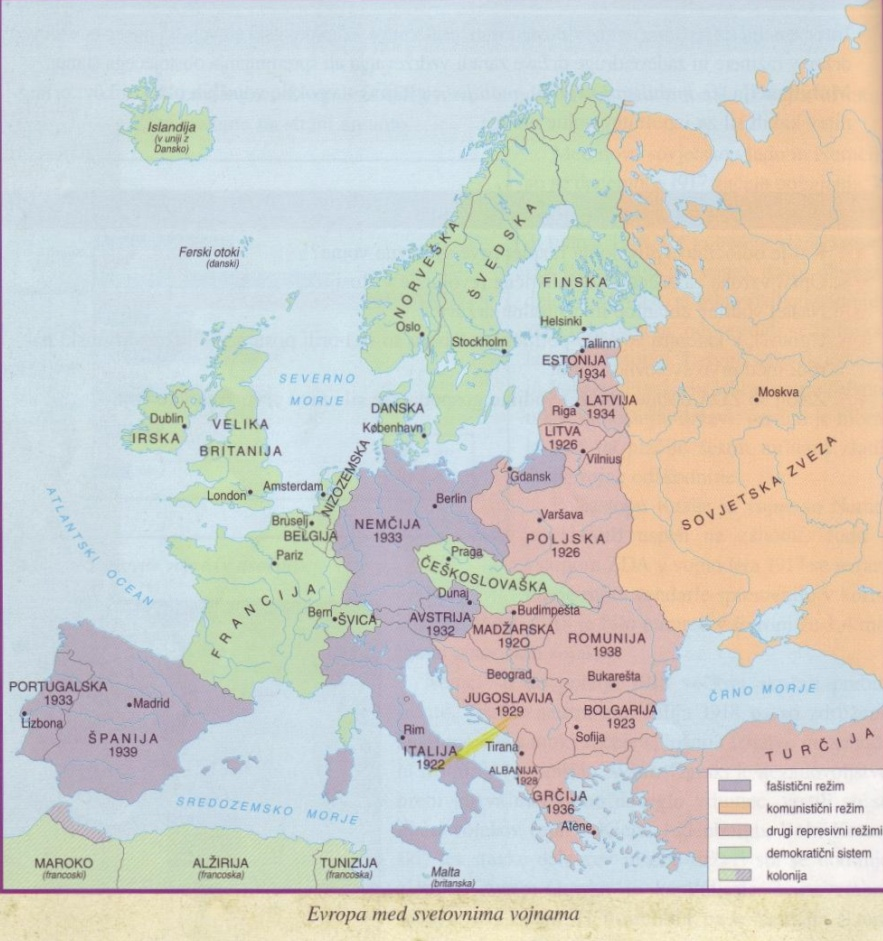 Islandija
(v uniji z
Dansko)
Ferski otoki
(danski)
NORVEŠKA
ŠVEDSKA
FINSKA
Oslo
Helsinki
Stockholm
Tallinn
ESTONIJA
1934
SEVERNO
MORJE
LATVIJA
1934
Riga
Moskva
DANSKA
København
LITVA
1926
Vilnius
Dublin
IRSKA
VELIKA
BRITANIJA
SOVJETSKA ZVEZA
Gdansk
London
Amsterdam
NIZOZEMSKA
Berlin
NEMČIJA
1933
Varšava
POLJSKA
1926
ATLANTSKI OCEAN
Bruselj
BELGIJA
Pariz
Praga
ČEŠKOSLOVAŠKA
FRANCIJA
Dunaj
Bern
ŠVICA
AVSTRIJA
1932
Budimpešta
MADŽARSKA
1920
ROMUNIJA
1938
Beograd
Bukarešta
ČRNO MORJE
PORTUGALSKA
1933
Madrid
Lizbona
ŠPANIJA
1939
JUGOSLAVIJA
1929
BOLGARIJA
1923
Sofija
Rim
ITALIJA
1922
Tirana
ALBANIJA
1928
TURČIJA
GRČIJA
1936
Atene
SREDOZEMSKO MORJE
MAROKO
(francoski)
ALŽIRIJA
(francoska)
TUNIZIJA
(francoska)
Malta
(britanska)
fašistični režim
komunistični režim
drugi represivni režimi
demokratični sistem
kolonija
Evropa med svetovnima vojnama